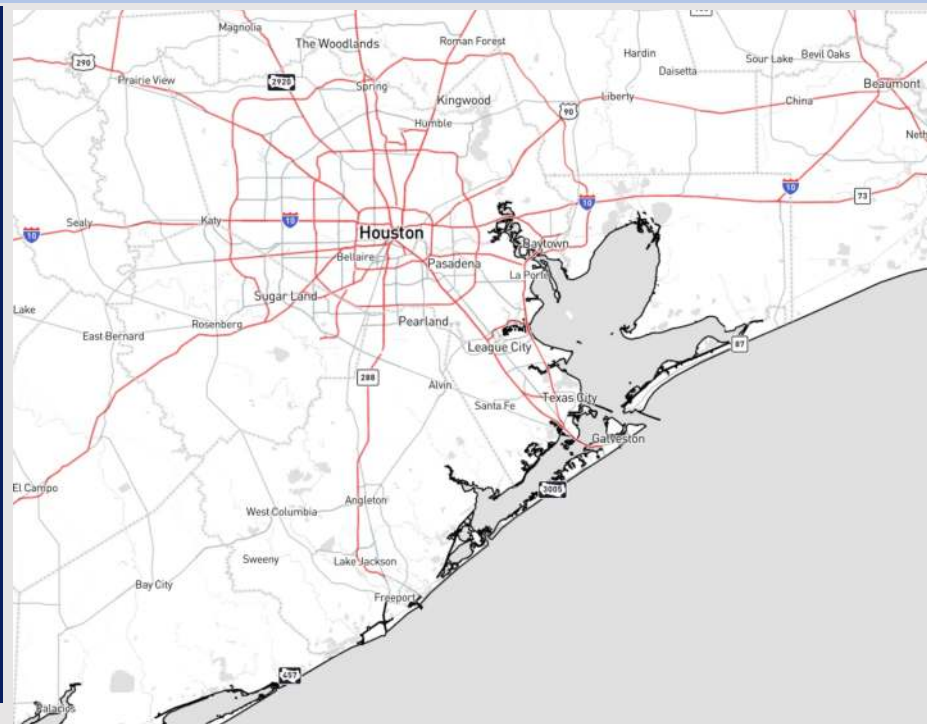 Magnolia
The Woodlands
Roman Forest
290
Hardin
Sour Lake
Bevil Oaks
Daisetta
Prairie View
2920
Spring
Beaumont
Kingwood
Liberty
China
90
Humble
10
73
Sealy
Katy
10
10
10
Houston
Baytown
Bellaire
Pasadena
La Porte
Sugar Land
Lake
Pearland
Rosenberg
East Bernard
League City
87
288
Alvin
Texas City
Santa Fe
Galveston
El Campo
3005
Angleton
West Columbia
Sweeny
Lake Jackson
Bay City
Freeport
457
Palacios